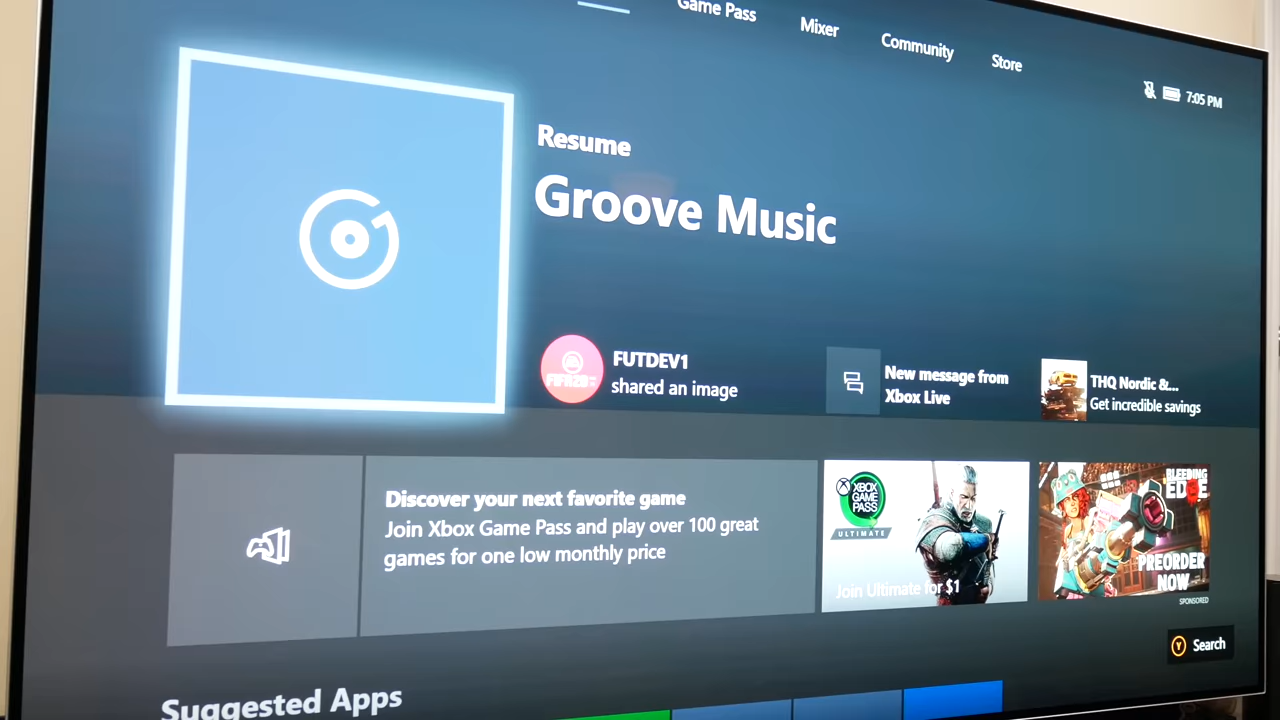 Game Pass
Mixer
Community
Store
7:05 PM
Resume
Groove Music
FIFA20
FUTDEV1
shared an image
New message from
Xbox Live
THQ Nordic &...
Get incredible savings
Discover your next favorite game
Join Xbox Game Pass and play over 100 great
games for one low monthly price
XBOX
GAME
PASS
ULTIMATE
Join Ultimate for $1
BLEEDING
EDGE
PREORDER
NOW
SPONSORED
Y
Search
Suggested Apps